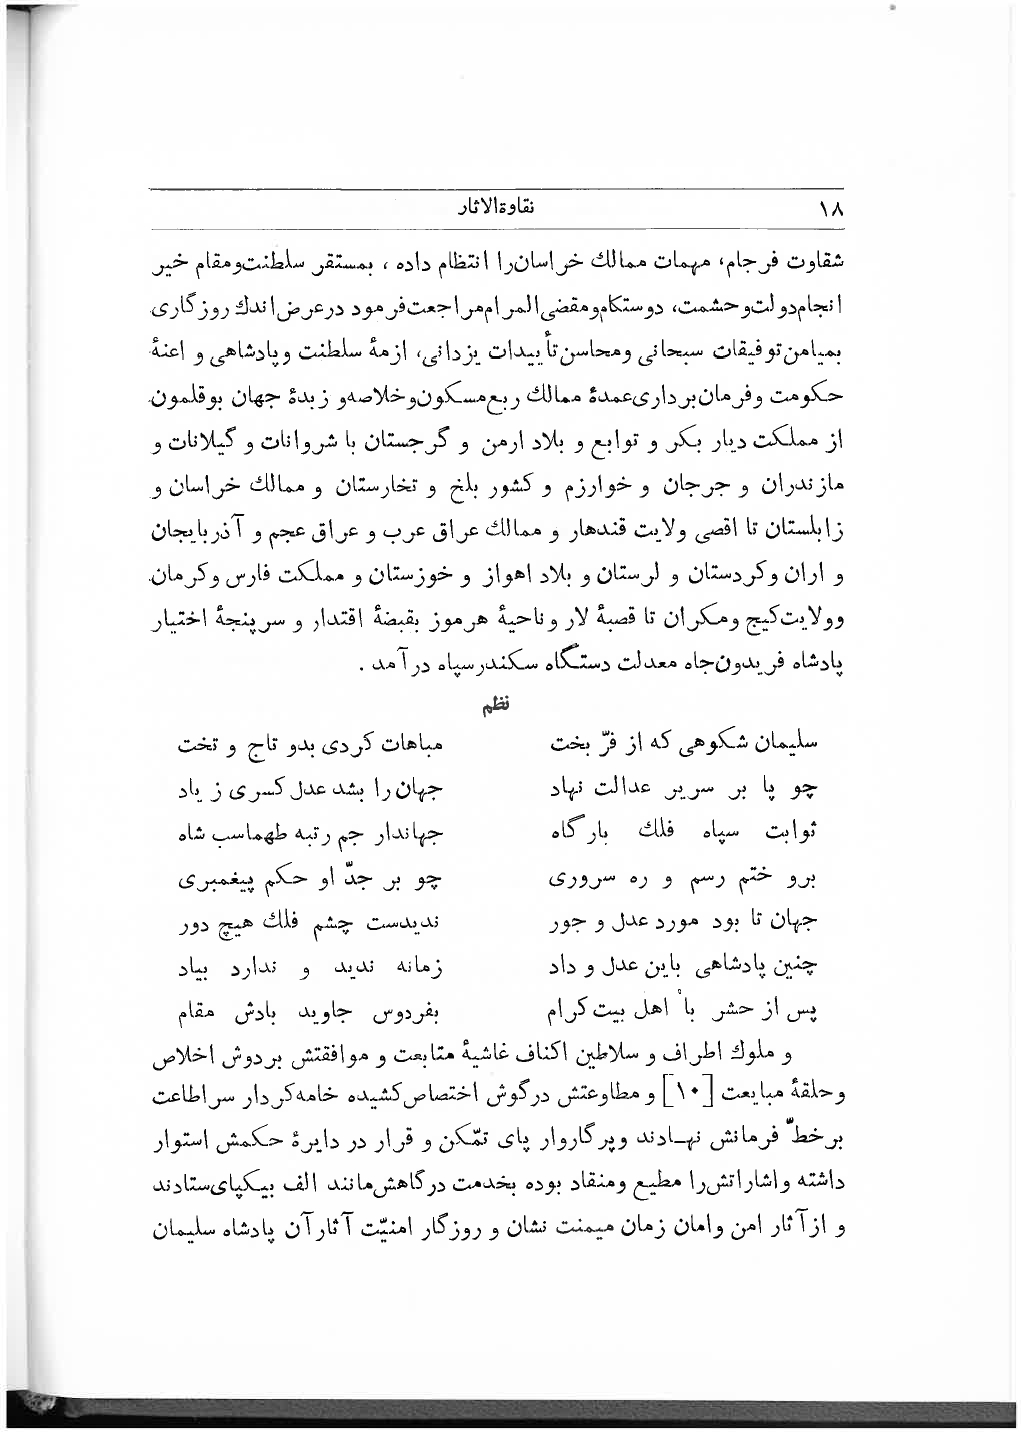 ۱۸ نقاوةالاثار
شقاوت فرجام، مهمات ممالك خراسان‌را انتظام داده ، بمستقر سلطنت‌ومقام خیر
انجام‌دولت‌وحشمت، دوستکام‌ومقضی‌المرام‌مراجعت‌فرمود درعرض‌اندك روزگاری
بمیامن‌توفیقات سبحانی ومحاسن‌تأییدات یزدانی، ازمهٔ سلطنت وپادشاهی و اعنهٔ
حکومت وفرمان‌برداری‌عمدهٔ ممالك ربع‌مسکون‌وخلاصه‌و زبدهٔ جهان بوقلمون
از مملکت دیار بکر و توابع و بلاد ارمن و گرجستان با شروانات و گیلانات و
مازندران و جرجان و خوارزم و کشور بلخ و تخارستان و ممالك خراسان و
زابلستان تا اقصی ولایت قندهار و ممالك عراق عرب و عراق عجم و آذربایجان
و اران وکردستان و لرستان و بلاد اهواز و خوزستان و مملکت فارس وکرمان
وولایت‌کیج ومکران تا قصبهٔ لار وناحیهٔ هرموز بقبضهٔ اقتدار و سرپنجهٔ اختیار
پادشاه فریدون‌جاه معدلت دستگاه سکندرسپاه درآمد .
نظم
سلیمان شکوهی که از فرّ بخت مباهات کردی بدو تاج و تخت
چو پا بر سریر عدالت نهاد جهان را بشد عدل کسری ز یاد
ثوابت سپاه فلك بارگاه جهاندار جم رتبه طهماسب شاه
برو ختم رسم و ره سروری چو بر جدّ او حکم پیغمبری
جهان تا بود مورد عدل و جور ندیدست چشم فلك هیچ دور
چنین پادشاهی باین عدل و داد زمانه ندید و ندارد بیاد
پس از حشر با اهل بیت کرام بفردوس جاوید بادش مقام
و ملوك اطراف و سلاطین اکناف غاشیهٔ متابعت و موافقتش بردوش اخلاص
وحلقهٔ مبایعت [۱۰] و مطاوعتش درگوش اختصاص‌کشیده خامه‌کردار سراطاعت
برخطّ فرمانش نهـادند وپرگاروار پای تمّکن و قرار در دایرهٔ حکمش استوار
داشته واشاراتش‌را مطیع ومنقاد بوده بخدمت درگاهش‌مانند الف بیکپای‌ستادند
و ازآثار امن وامان زمان میمنت نشان و روزگار امنیّت آثارآن پادشاه سلیمان